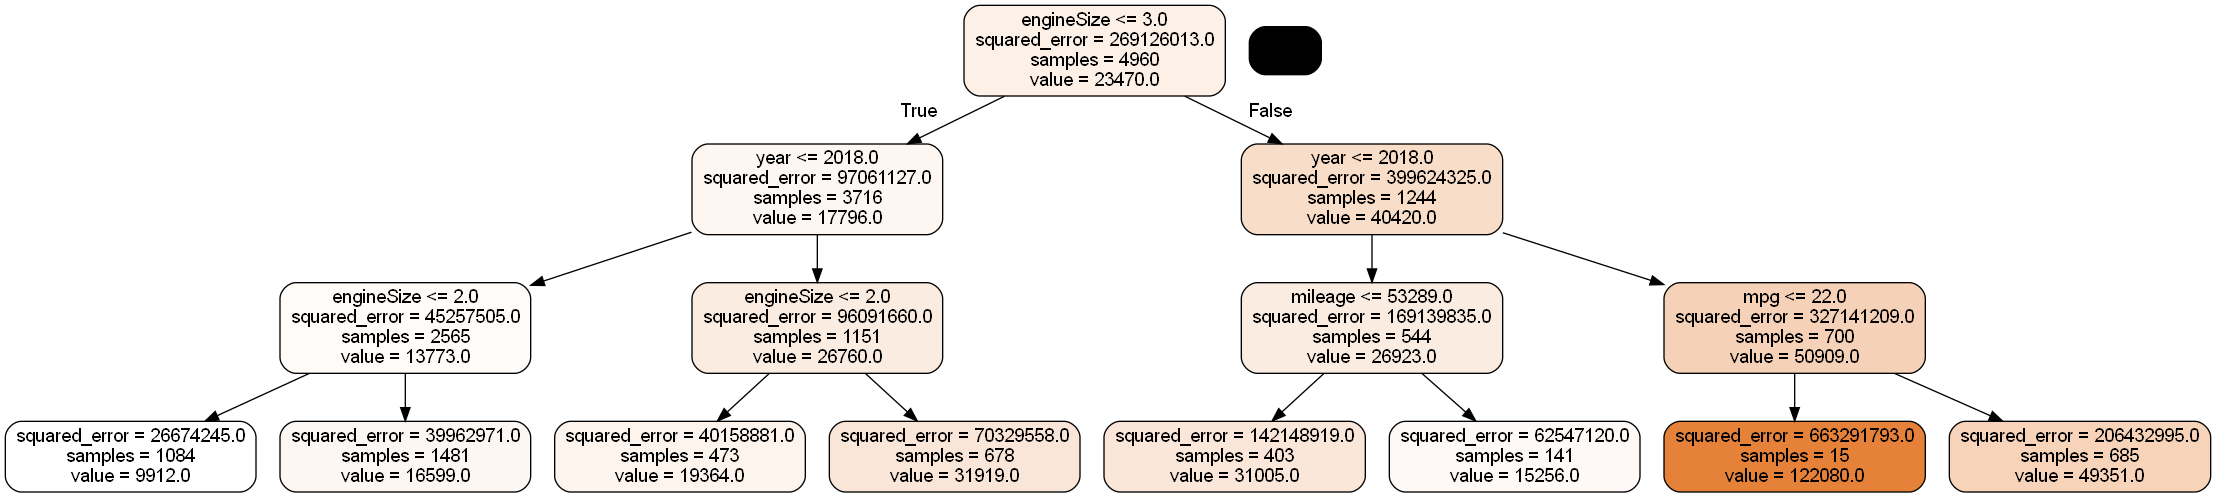 engineSize <= 3.0
squared_error = 269126013.0
samples = 4960
value = 23470.0
True
False
year <= 2018.0
squared_error = 97061127.0
samples = 3716
value = 17796.0
year <= 2018.0
squared_error = 399624325.0
samples = 1244
value = 40420.0
engineSize <= 2.0
squared_error = 45257505.0
samples = 2565
value = 13773.0
engineSize <= 2.0
squared_error = 96091660.0
samples = 1151
value = 26760.0
mileage <= 53289.0
squared_error = 169139835.0
samples = 544
value = 26923.0
mpg <= 22.0
squared_error = 327141209.0
samples = 700
value = 50909.0
squared_error = 26674245.0
samples = 1084
value = 9912.0
squared_error = 39962971.0
samples = 1481
value = 16599.0
squared_error = 40158881.0
samples = 473
value = 19364.0
squared_error = 70329558.0
samples = 678
value = 31919.0
squared_error = 142148919.0
samples = 403
value = 31005.0
squared_error = 62547120.0
samples = 141
value = 15256.0
squared_error = 663291793.0
samples = 15
value = 122080.0
squared_error = 206432995.0
samples = 685
value = 49351.0